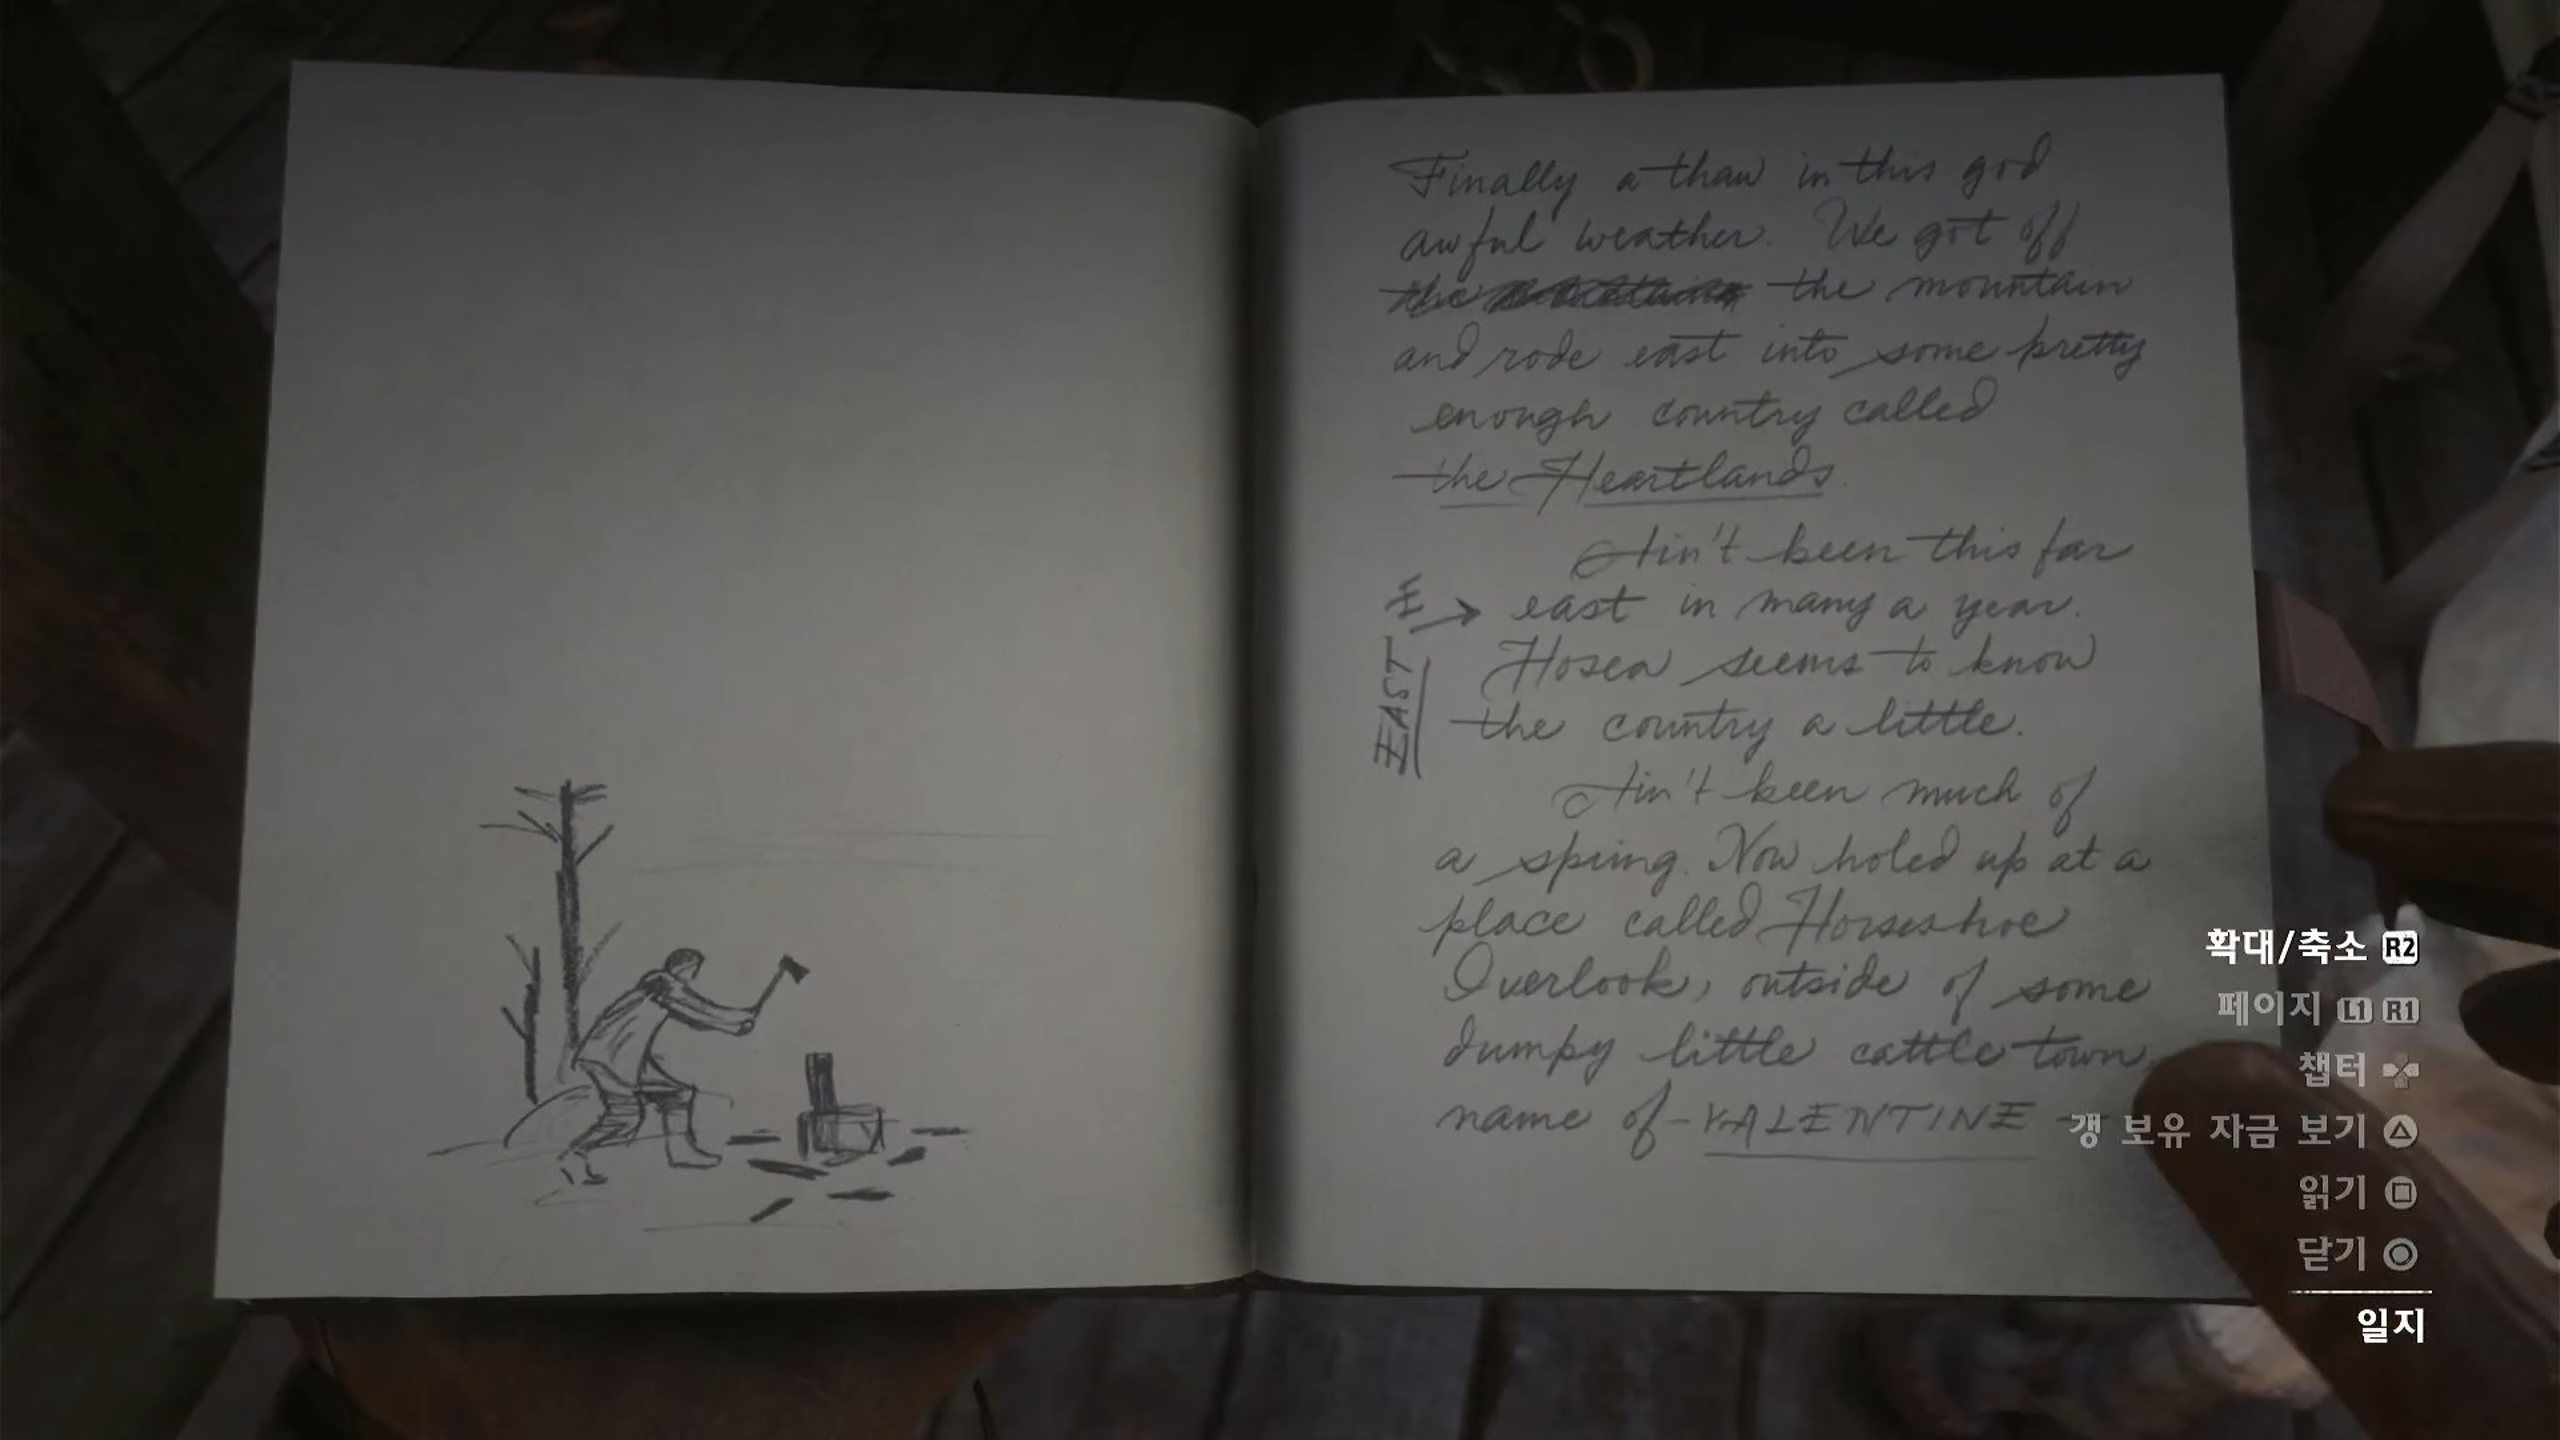 Finally a thaw in this god
awful weather. We got off
the the mountain
and rode east into some pretty
enough country called
the Heartlands.
Ain't been this far
E → east in many a year.
EAST
Hosea seems to know
the country a little.
Ain't been much of
a spring. Now holed up at a
place called Horseshoe
Overlook, outside of some
dumpy little cattle town,
name of - VALENTINE -
확대/축소 R2
페이지 L1 R1
챕터
갱 보유 자금 보기
읽기
닫기
일지